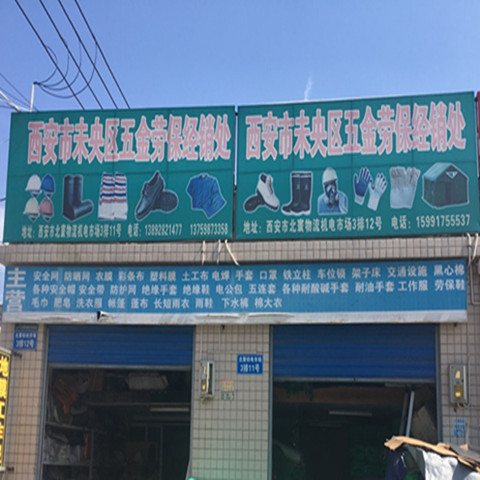 西安市未央区五金劳保经销处
地址：西安市北冀物流机电市场3排11号 电话：13892821477 13759873358
西安市未央区五金劳保经销处
地址：西安市北冀物流机电市场3排12号 电话：15991755537
主营
安全网 防晒网 农膜 彩条布 塑料膜 土工布 电焊 手套 口罩 铁立柱 车位锁 架子床 交通设施 黑心棉
各种安全帽 安全带 防护网 绝缘手套 绝缘鞋 电公包 五连套 各种耐酸碱手套 耐油手套 工作服 劳保鞋
毛巾 肥皂 洗衣服 帐篷 篷布 长短雨衣 雨鞋 下水裤 棉大衣
3排12号
3排11号